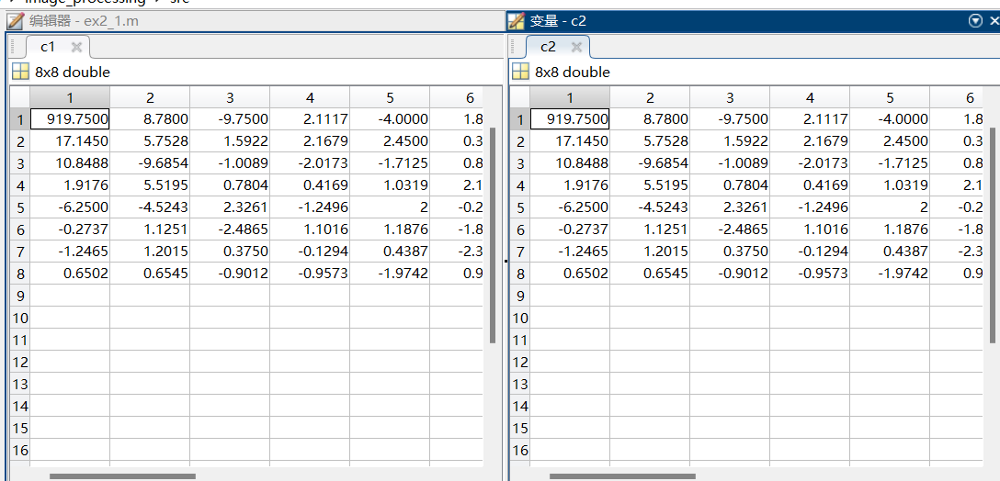 image_processing src
编辑器 - ex2_1.m
变量 - c2
c1
c2
8x8 double
8x8 double
1 2 3 4 5 6
1 919.7500 8.7800 -9.7500 2.1117 -4.0000 1.8
2 17.1450 5.7528 1.5922 2.1679 2.4500 0.3
3 10.8488 -9.6854 -1.0089 -2.0173 -1.7125 0.8
4 1.9176 5.5195 0.7804 0.4169 1.0319 2.1
5 -6.2500 -4.5243 2.3261 -1.2496 2 -0.2
6 -0.2737 1.1251 -2.4865 1.1016 1.1876 -1.8
7 -1.2465 1.2015 0.3750 -0.1294 0.4387 -2.3
8 0.6502 0.6545 -0.9012 -0.9573 -1.9742 0.9
9
10
11
12
13
14
15
16
1 2 3 4 5 6
1 919.7500 8.7800 -9.7500 2.1117 -4.0000 1.8
2 17.1450 5.7528 1.5922 2.1679 2.4500 0.3
3 10.8488 -9.6854 -1.0089 -2.0173 -1.7125 0.8
4 1.9176 5.5195 0.7804 0.4169 1.0319 2.1
5 -6.2500 -4.5243 2.3261 -1.2496 2 -0.2
6 -0.2737 1.1251 -2.4865 1.1016 1.1876 -1.8
7 -1.2465 1.2015 0.3750 -0.1294 0.4387 -2.3
8 0.6502 0.6545 -0.9012 -0.9573 -1.9742 0.9
9
10
11
12
13
14
15
16